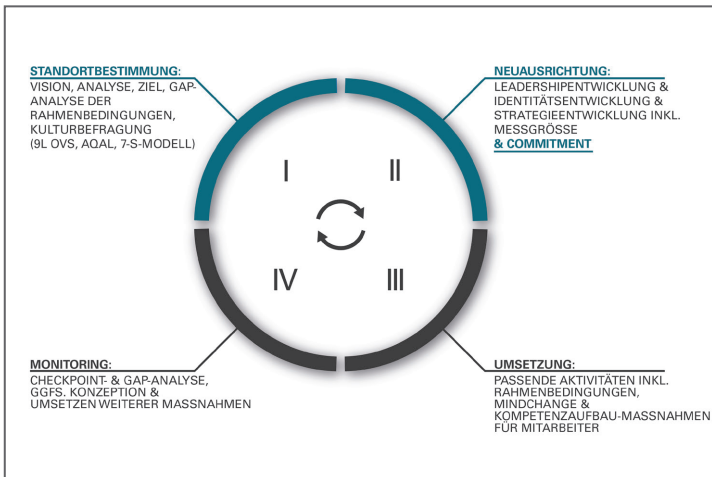 STANDORTBESTIMMUNG:
VISION, ANALYSE, ZIEL, GAP-
ANALYSE DER
RAHMENBEDINGUNGEN,
KULTURBEFRAGUNG
(9L OVS, AQAL, 7-S-MODELL)
NEUAUSRICHTUNG:
LEADERSHIPENTWICKLUNG &
IDENTITÄTSENTWICKLUNG &
STRATEGIEENTWICKLUNG INKL.
MESSGRÖSSE
& COMMITMENT
I
II
IV
III
MONITORING:
CHECKPOINT- & GAP-ANALYSE,
GGFS. KONZEPTION &
UMSETZEN WEITERER MASSNAHMEN
UMSETZUNG:
PASSENDE AKTIVITÄTEN INKL.
RAHMENBEDINGUNGEN,
MINDCHANGE &
KOMPETENZAUFBAU-MASSNAHMEN
FÜR MITARBEITER